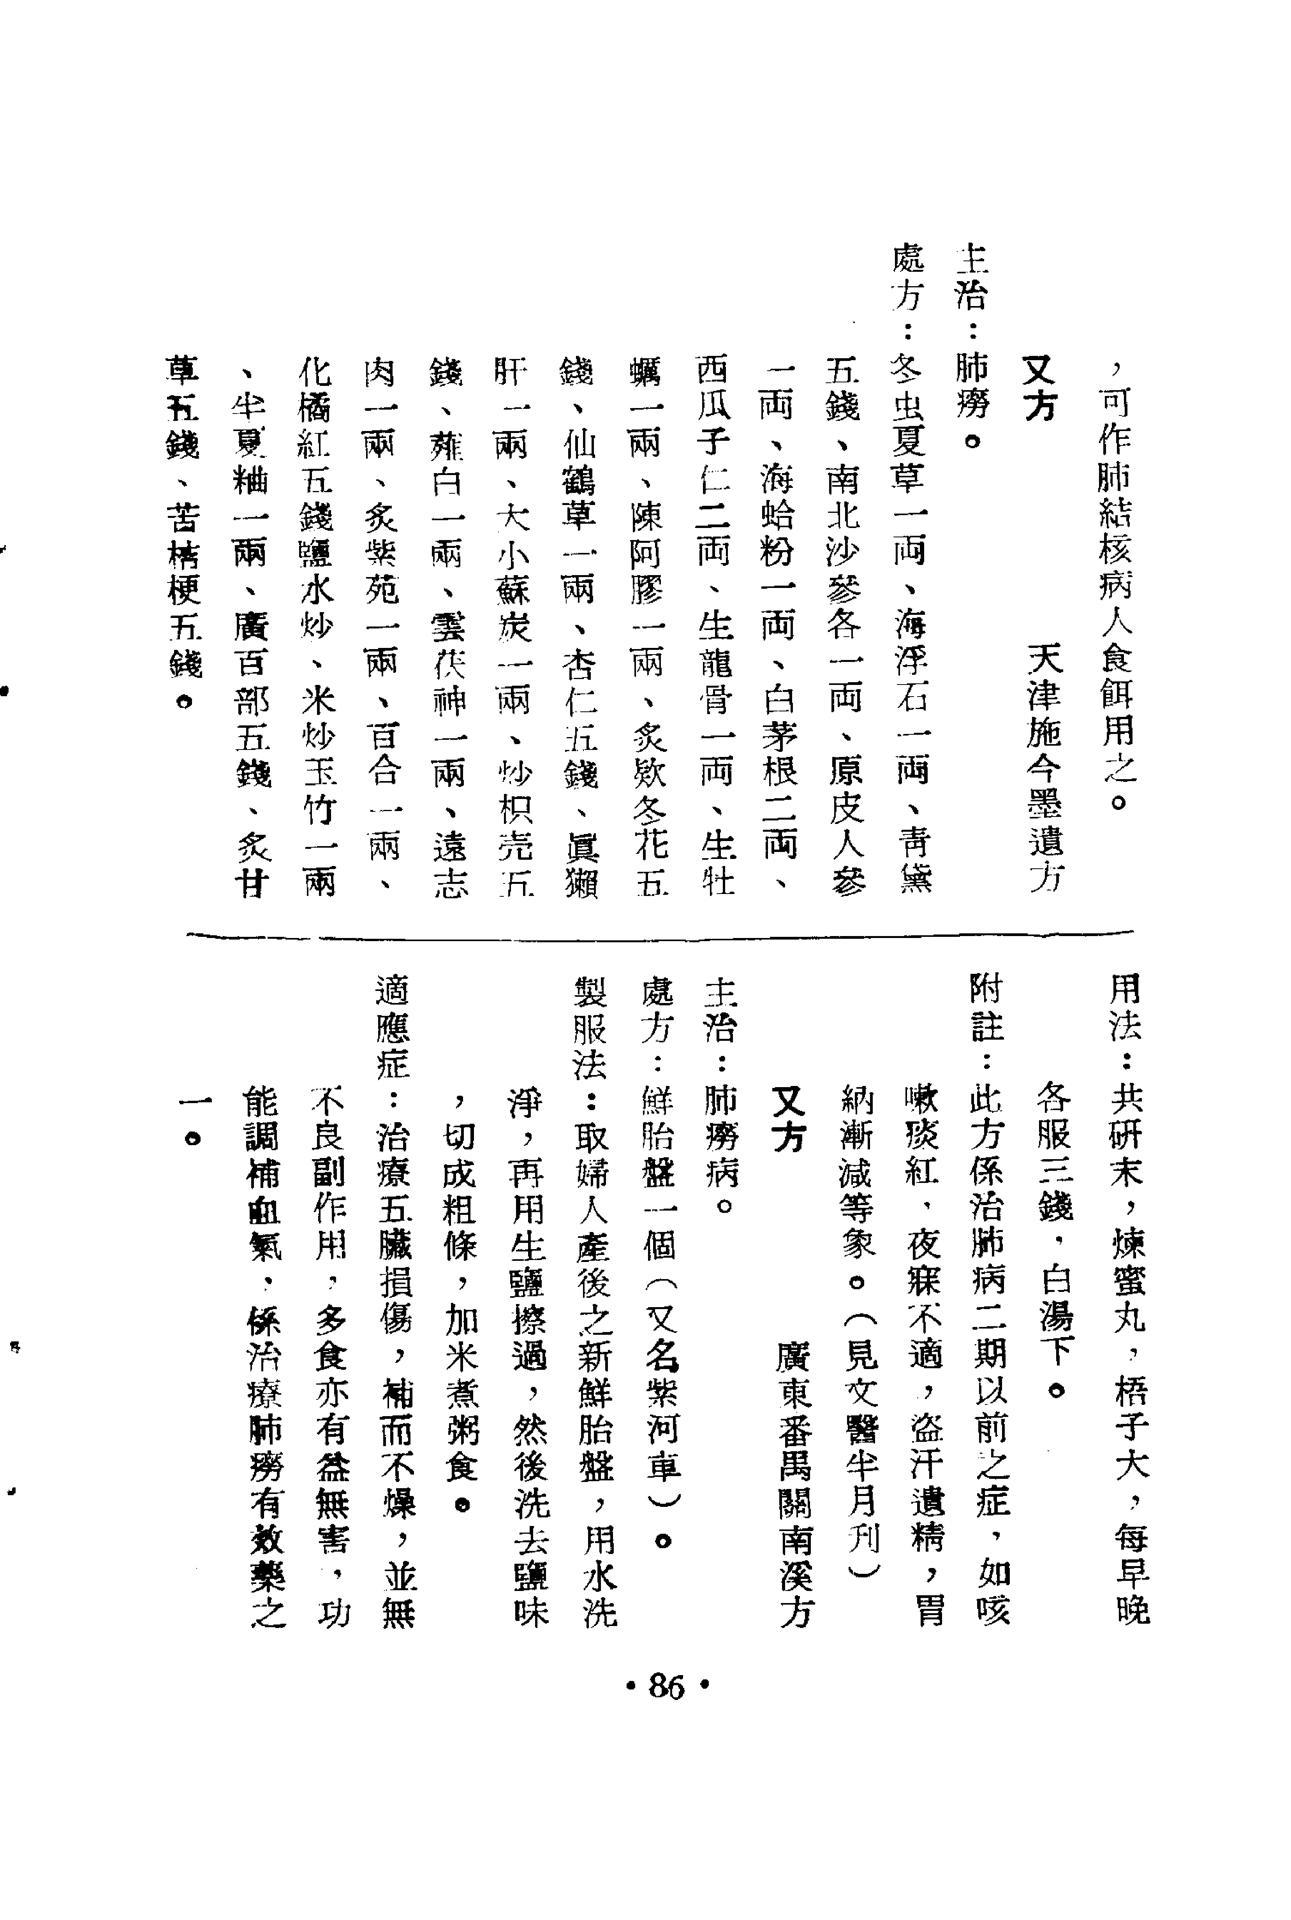 ，可作肺結核病人食餌用之。
又方　　天津施今墨遺方
主治：肺癆。
處方：冬虫夏草一両、海浮石一両、靑黛
五錢、南北沙參各一両、原皮人參
一両、海蛤粉一両、白茅根二両、
西瓜子仁二両、生龍骨一両、生牡
蠣一兩、陳阿膠一兩、炙欵冬花五
錢、仙鶴草一兩、杏仁五錢、眞獺
肝一兩、大小蘇炭一兩、炒枳壳五
錢、薤白一兩、雲茯神一兩、遠志
肉一兩、炙紫苑一兩、百合一兩、
化橘紅五錢鹽水炒、米炒玉竹一兩
、半夏粬一兩、廣百部五錢、炙甘
草五錢、苦桔梗五錢。
用法：共研末，煉蜜丸，梧子大，每早晚
各服三錢，白湯下。
附註：此方係治肺病二期以前之症，如咳
嗽痰紅，夜寐不適，盜汗遺精，胃
納漸減等象。（見文醫半月刊）
又方　　廣東番禺關南溪方
主治：肺癆病。
處方：鮮胎盤一個（又名紫河車）。
製服法：取婦人產後之新鮮胎盤，用水洗
淨，再用生鹽擦過，然後洗去鹽味
，切成粗條，加米煮粥食。
適應症：治療五臟損傷，補而不燥，並無
不良副作用，多食亦有益無害，功
能調補血氣，係治療肺癆有效藥之
一。
·86·